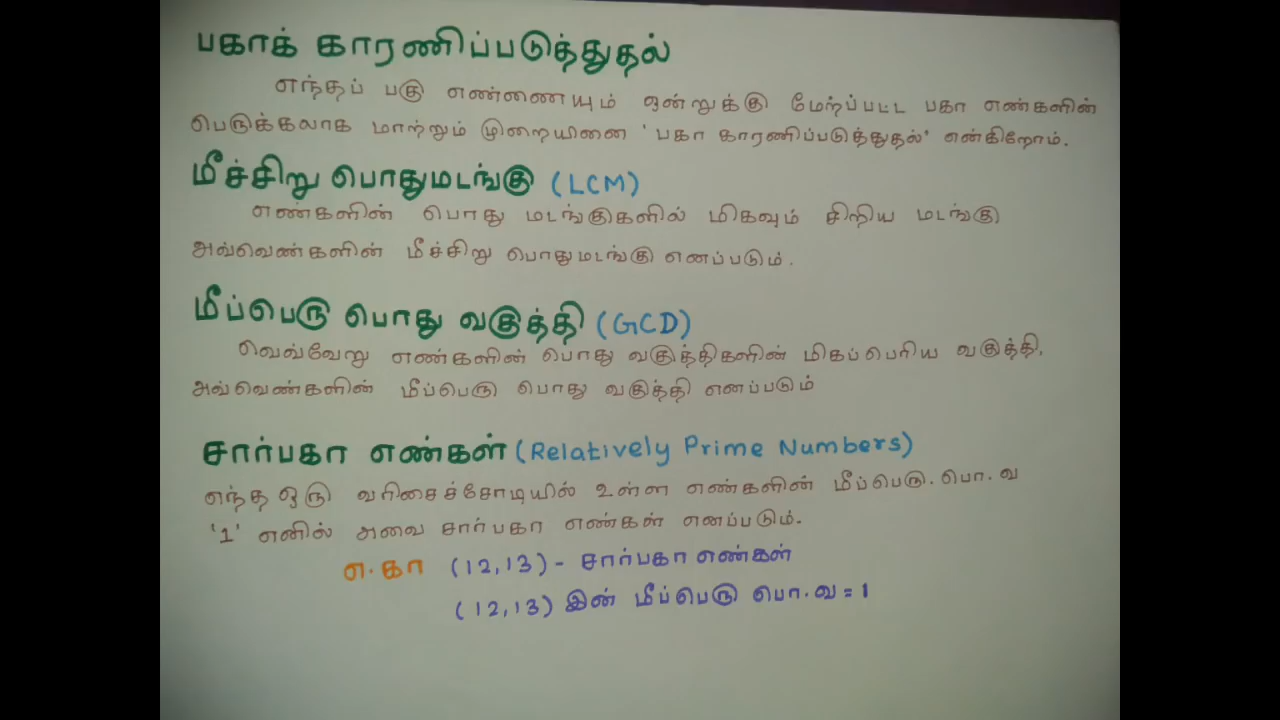 பகாக் காரணிப்படுத்துதல்
எந்தப் பகு எண்ணையும் ஒன்றுக்கு மேற்ப்பட்ட பகா எண்களின்
பெருக்கலாக மாற்றும் முறையினை 'பகா காரணிப்படுத்துதல்' என்கிறோம்.
மீச்சிறு பொதுமடங்கு (LCM)
எண்களின் பொது மடங்குகளில் மிகவும் சிறிய மடங்கு
அவ்வெண்களின் மீச்சிறு பொதுமடங்கு எனப்படும்.
மீப்பெரு பொது வகுத்தி (GCD)
வெவ்வேறு எண்களின் பொது வகுத்திகளின் மிகப்பெரிய வகுத்தி,
அவ்வெண்களின் மீப்பெரு பொது வகுத்தி எனப்படும்
சார்பகா எண்கள் (Relatively Prime Numbers)
எந்த ஒரு வரிசைச்சோடியில் உள்ள எண்களின் மீப்பெரு.பொ.வ
'1' எனில் அவை சார்பகா எண்கள் எனப்படும்.
எ.கா (12,13) - சார்பகா எண்கள்
(12,13) இன் மீப்பெரு பொ.வ = 1